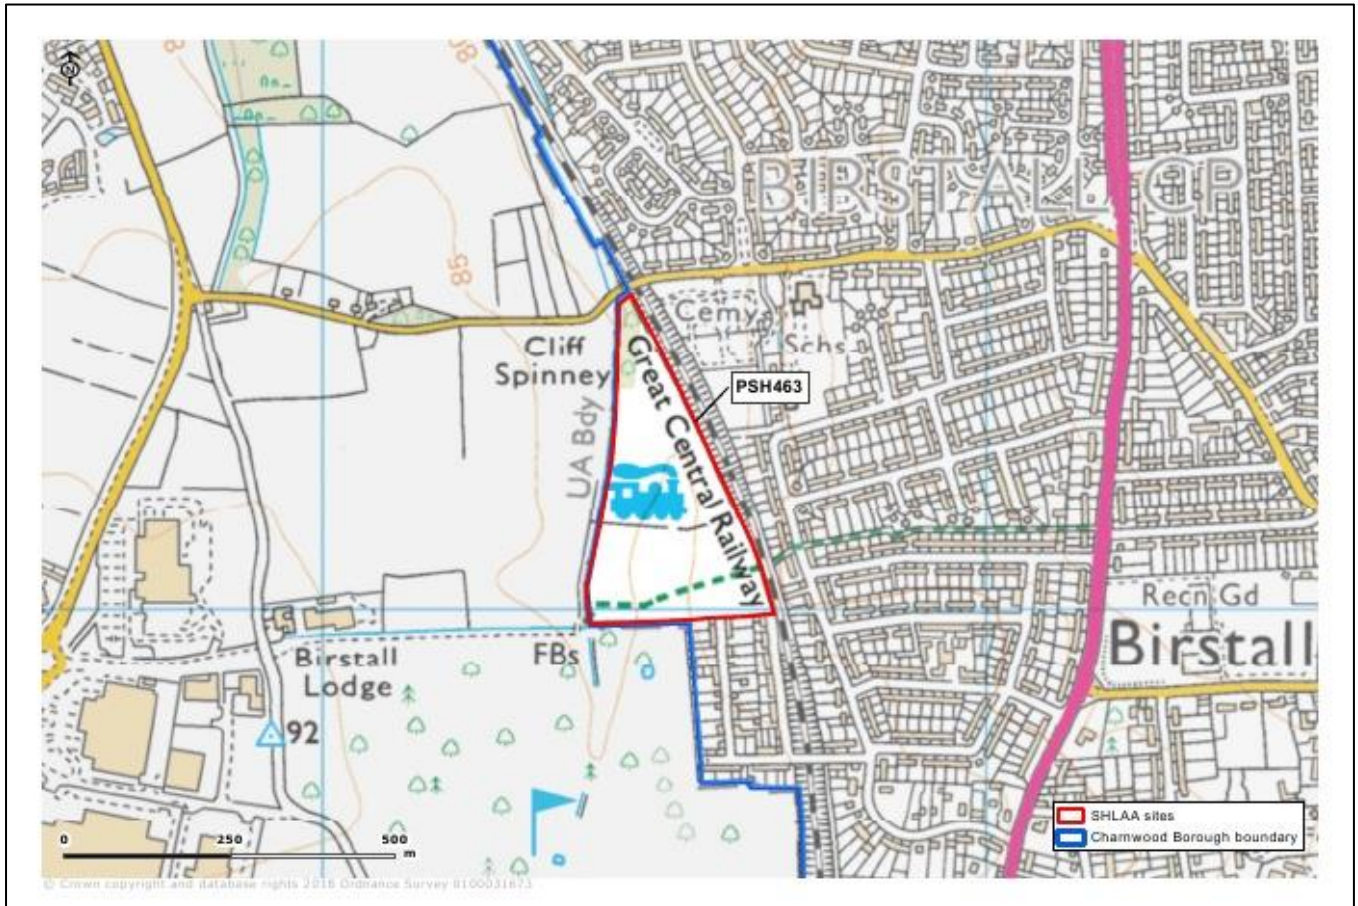 80
85
BIRSTALL CP
Cemy
Schs
Cliff
Spinney
UA Bdy
Great Central Railway
PSH463
Recn Gd
Birstall
FBs
Birstall
Lodge
92
SHLAA sites
Charnwood Borough boundary
0 250 500
m
© Crown copyright and database rights 2016 Ordnance Survey 0100031673